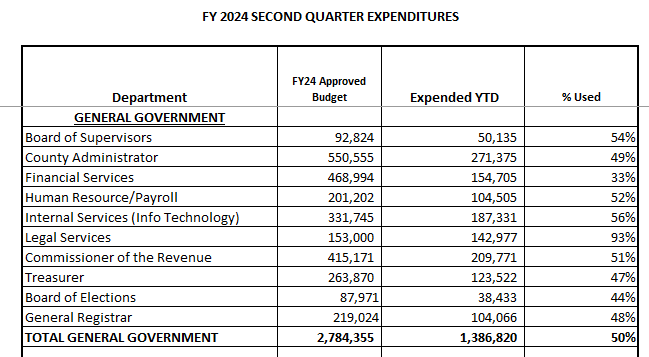 FY 2024 SECOND QUARTER EXPENDITURES
Department FY24 Approved Budget Expended YTD % Used
GENERAL GOVERNMENT
Board of Supervisors 92,824 50,135 54%
County Administrator 550,555 271,375 49%
Financial Services 468,994 154,705 33%
Human Resource/Payroll 201,202 104,505 52%
Internal Services (Info Technology) 331,745 187,331 56%
Legal Services 153,000 142,977 93%
Commissioner of the Revenue 415,171 209,771 51%
Treasurer 263,870 123,522 47%
Board of Elections 87,971 38,433 44%
General Registrar 219,024 104,066 48%
TOTAL GENERAL GOVERNMENT 2,784,355 1,386,820 50%